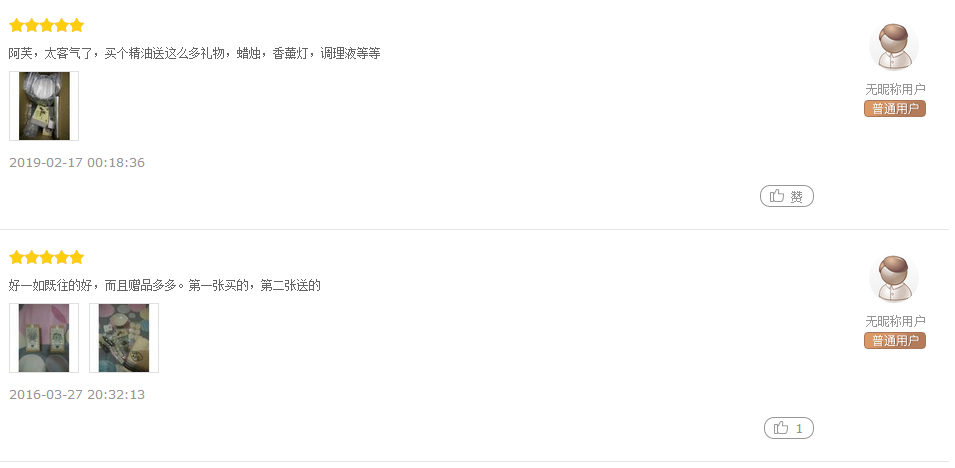 阿芙，太客气了，买个精油送这么多礼物，蜡烛，香薰灯，调理液等等
无昵称用户
普通用户
2019-02-17 00:18:36
赞
好一如既往的好，而且赠品多多。第一张买的，第二张送的
无昵称用户
普通用户
2016-03-27 20:32:13
1